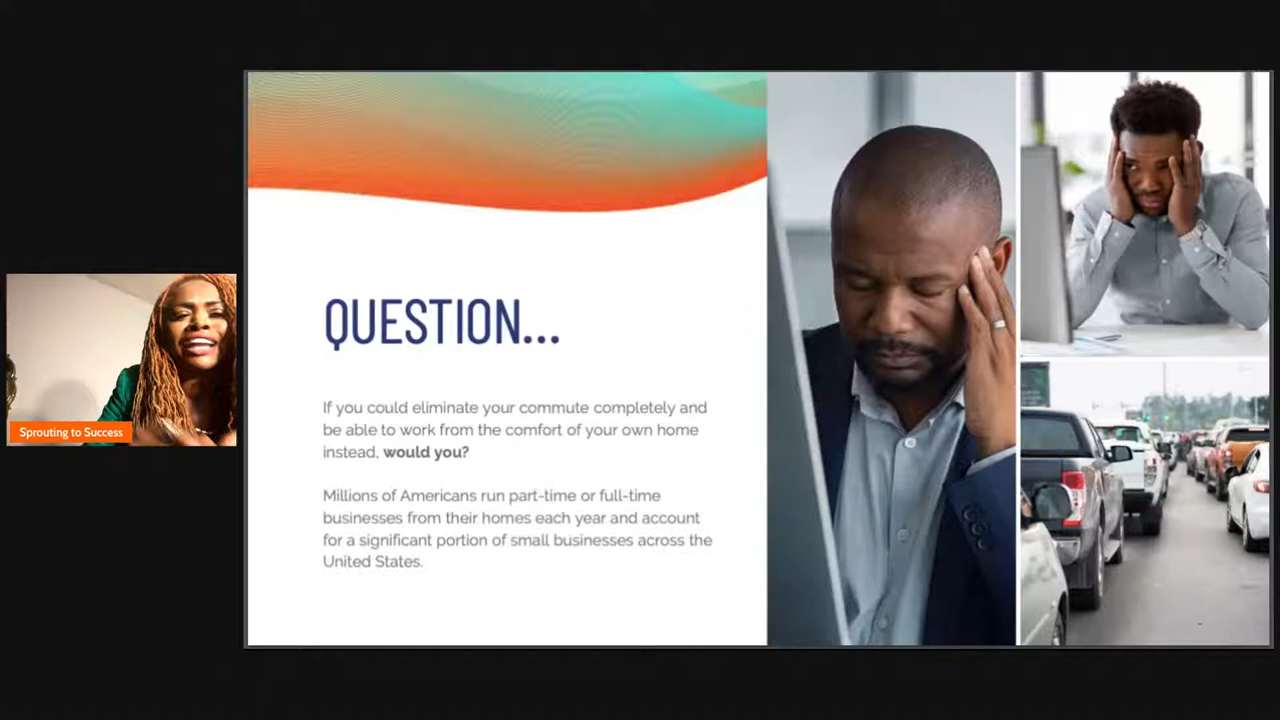 QUESTION...
If you could eliminate your commute completely and
be able to work from the comfort of your own home
instead, would you?
Millions of Americans run part-time or full-time
businesses from their homes each year and account
for a significant portion of small businesses across the
United States.
Sprouting to Success